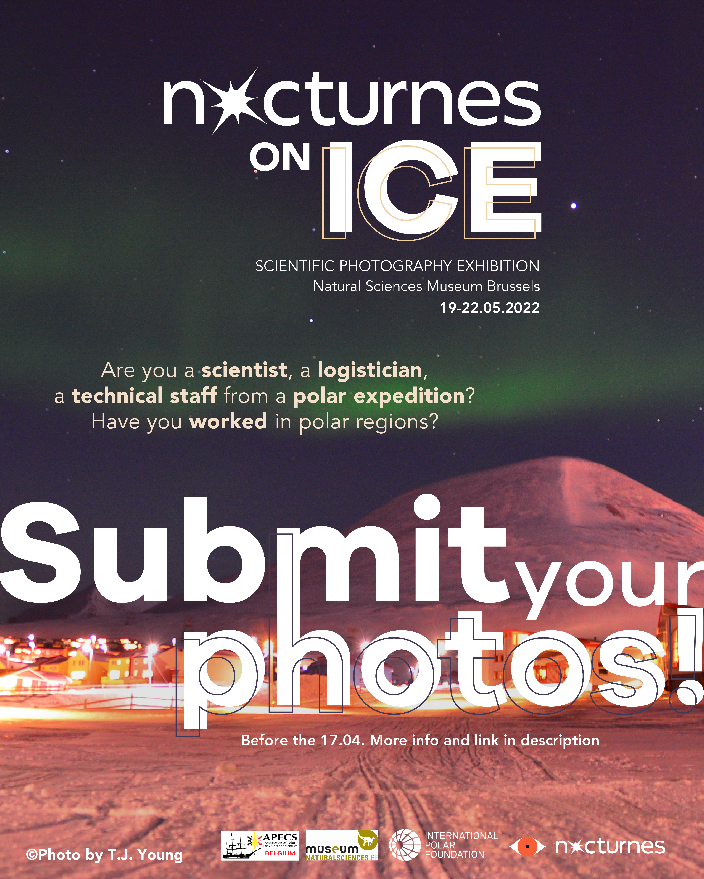 nocturnes
ON ICE
SCIENTIFIC PHOTOGRAPHY EXHIBITION
Natural Sciences Museum Brussels
19-22.05.2022
Are you a scientist, a logistician,
a technical staff from a polar expedition?
Have you worked in polar regions?
Submit your
photos!
Before the 17.04. More info and link in description
©Photo by T.J. Young
APECS
BELGIUM
museum
NATURALSCIENCES.BE
INTERNATIONAL
POLAR
FOUNDATION
nocturnes